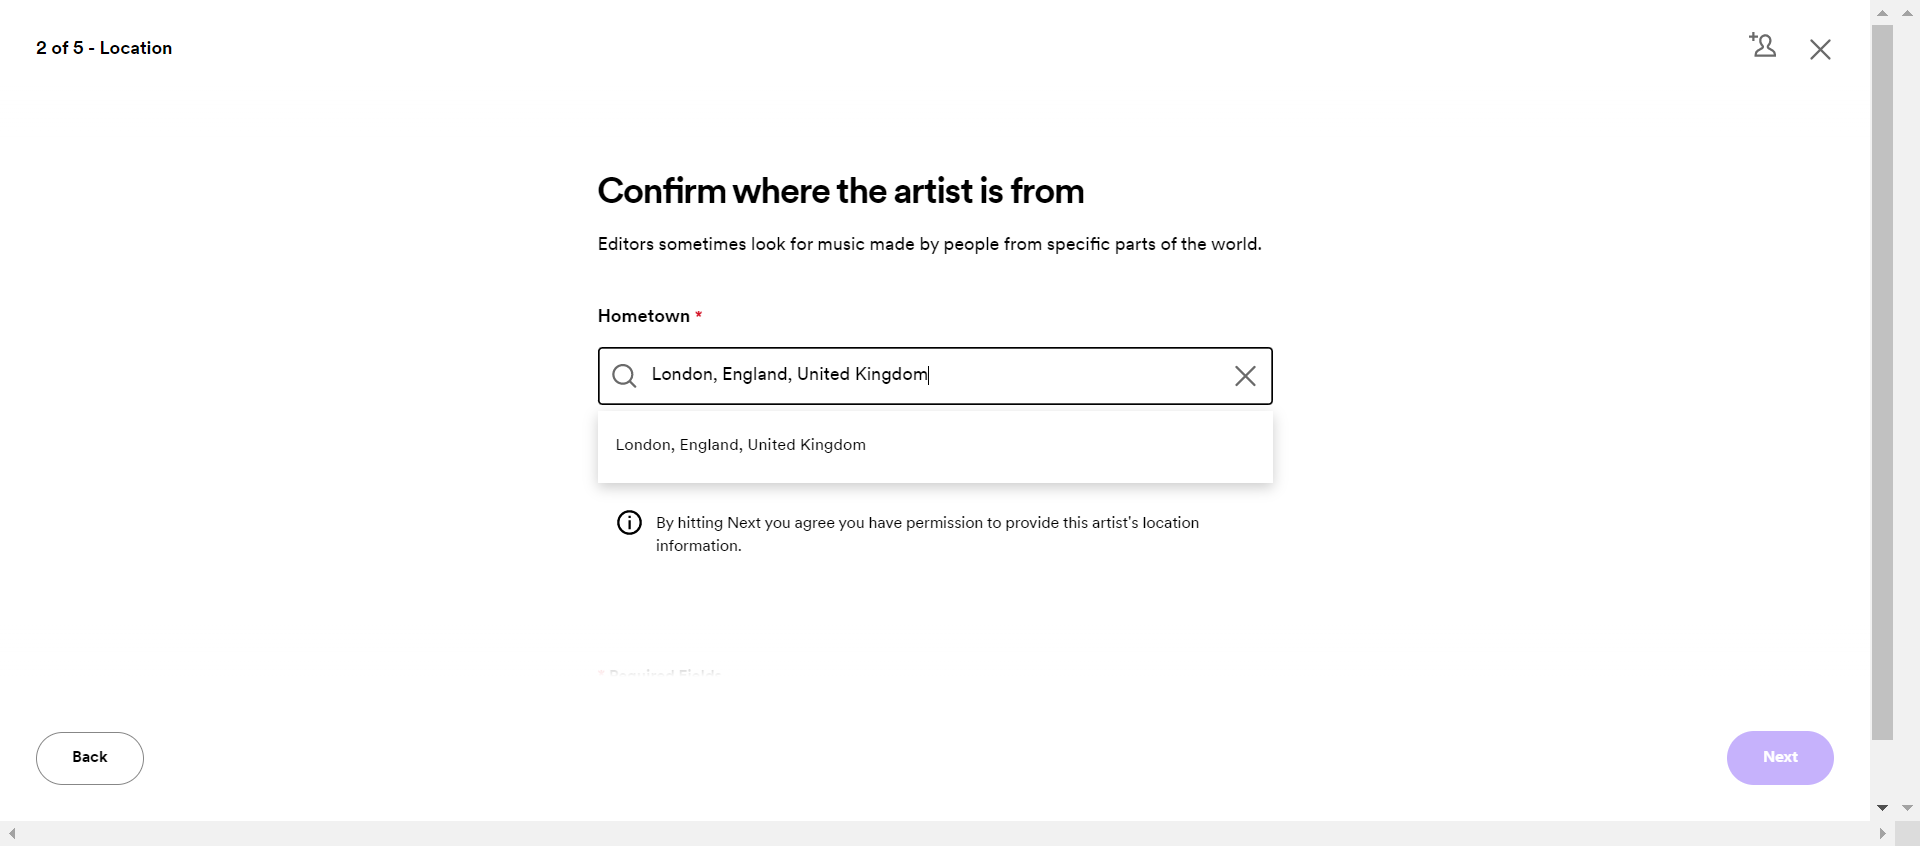 2 of 5 - Location
Confirm where the artist is from
Editors sometimes look for music made by people from specific parts of the world.
Hometown *
London, England, United Kingdom
London, England, United Kingdom
By hitting Next you agree you have permission to provide this artist's location
information.
* Required Fields
Back
Next